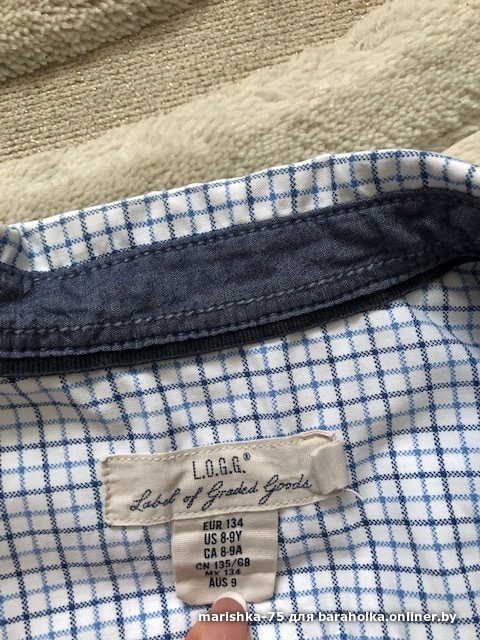 L.O.G.G.®
Label of Graded Goods
EUR 134
US 8-9Y
CA 8-9A
CN 135/68
MX 134
AUS 9
marishka-75 для baraholka.onliner.by